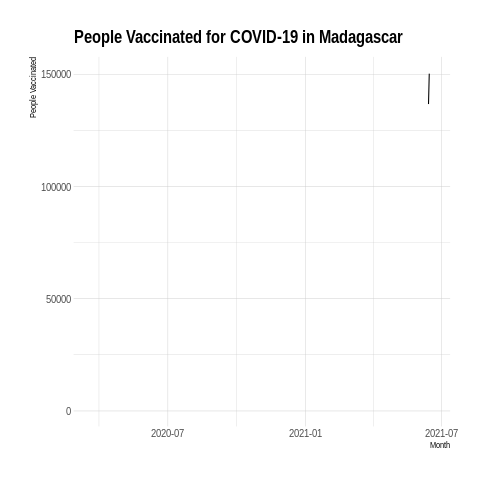 People Vaccinated for COVID-19 in Madagascar
People Vaccinated
150000
100000
50000
0
2020-07
2021-01
2021-07
Month